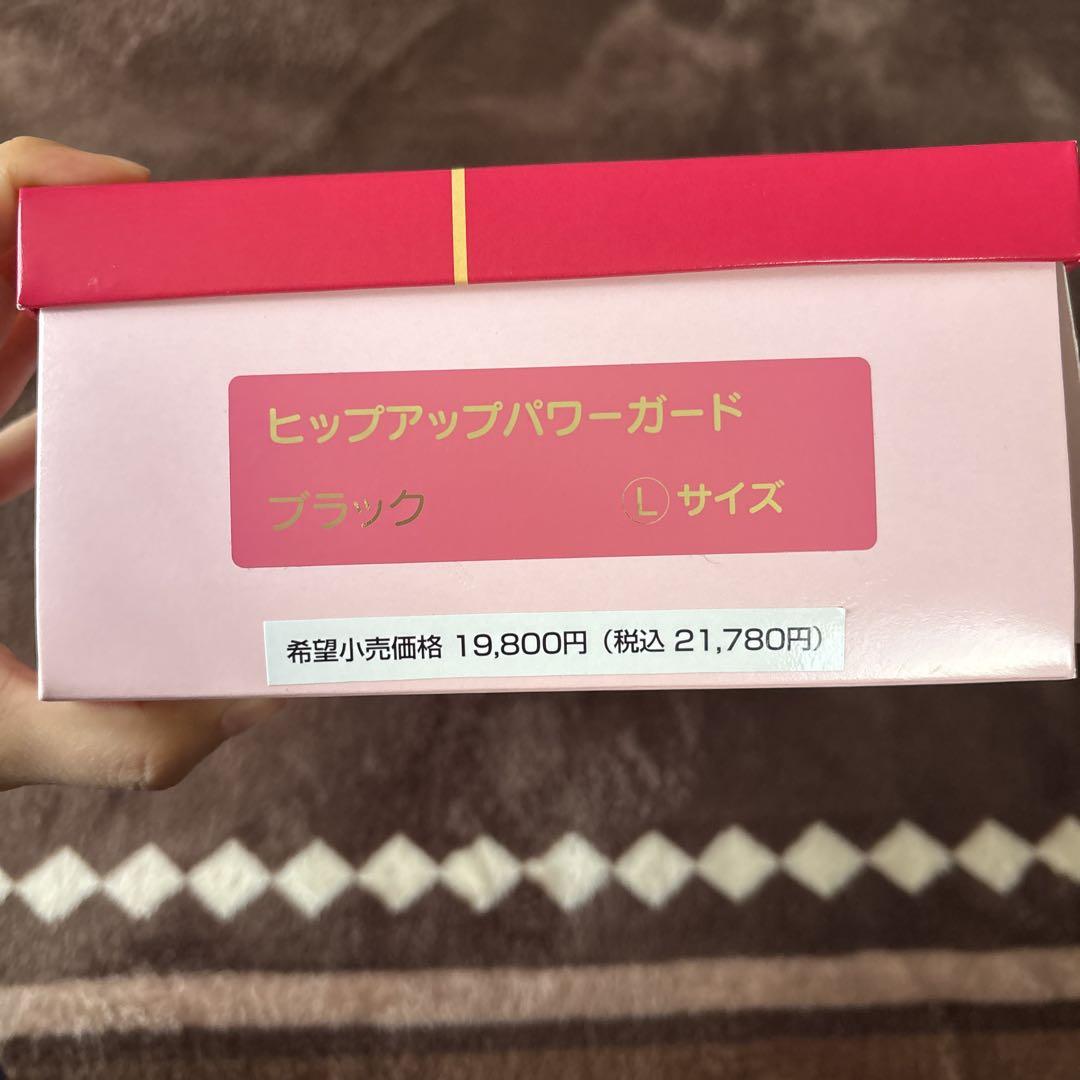 ヒップアップパワーガード
ブラック Ⓛサイズ
希望小売価格 19,800円（税込 21,780円）